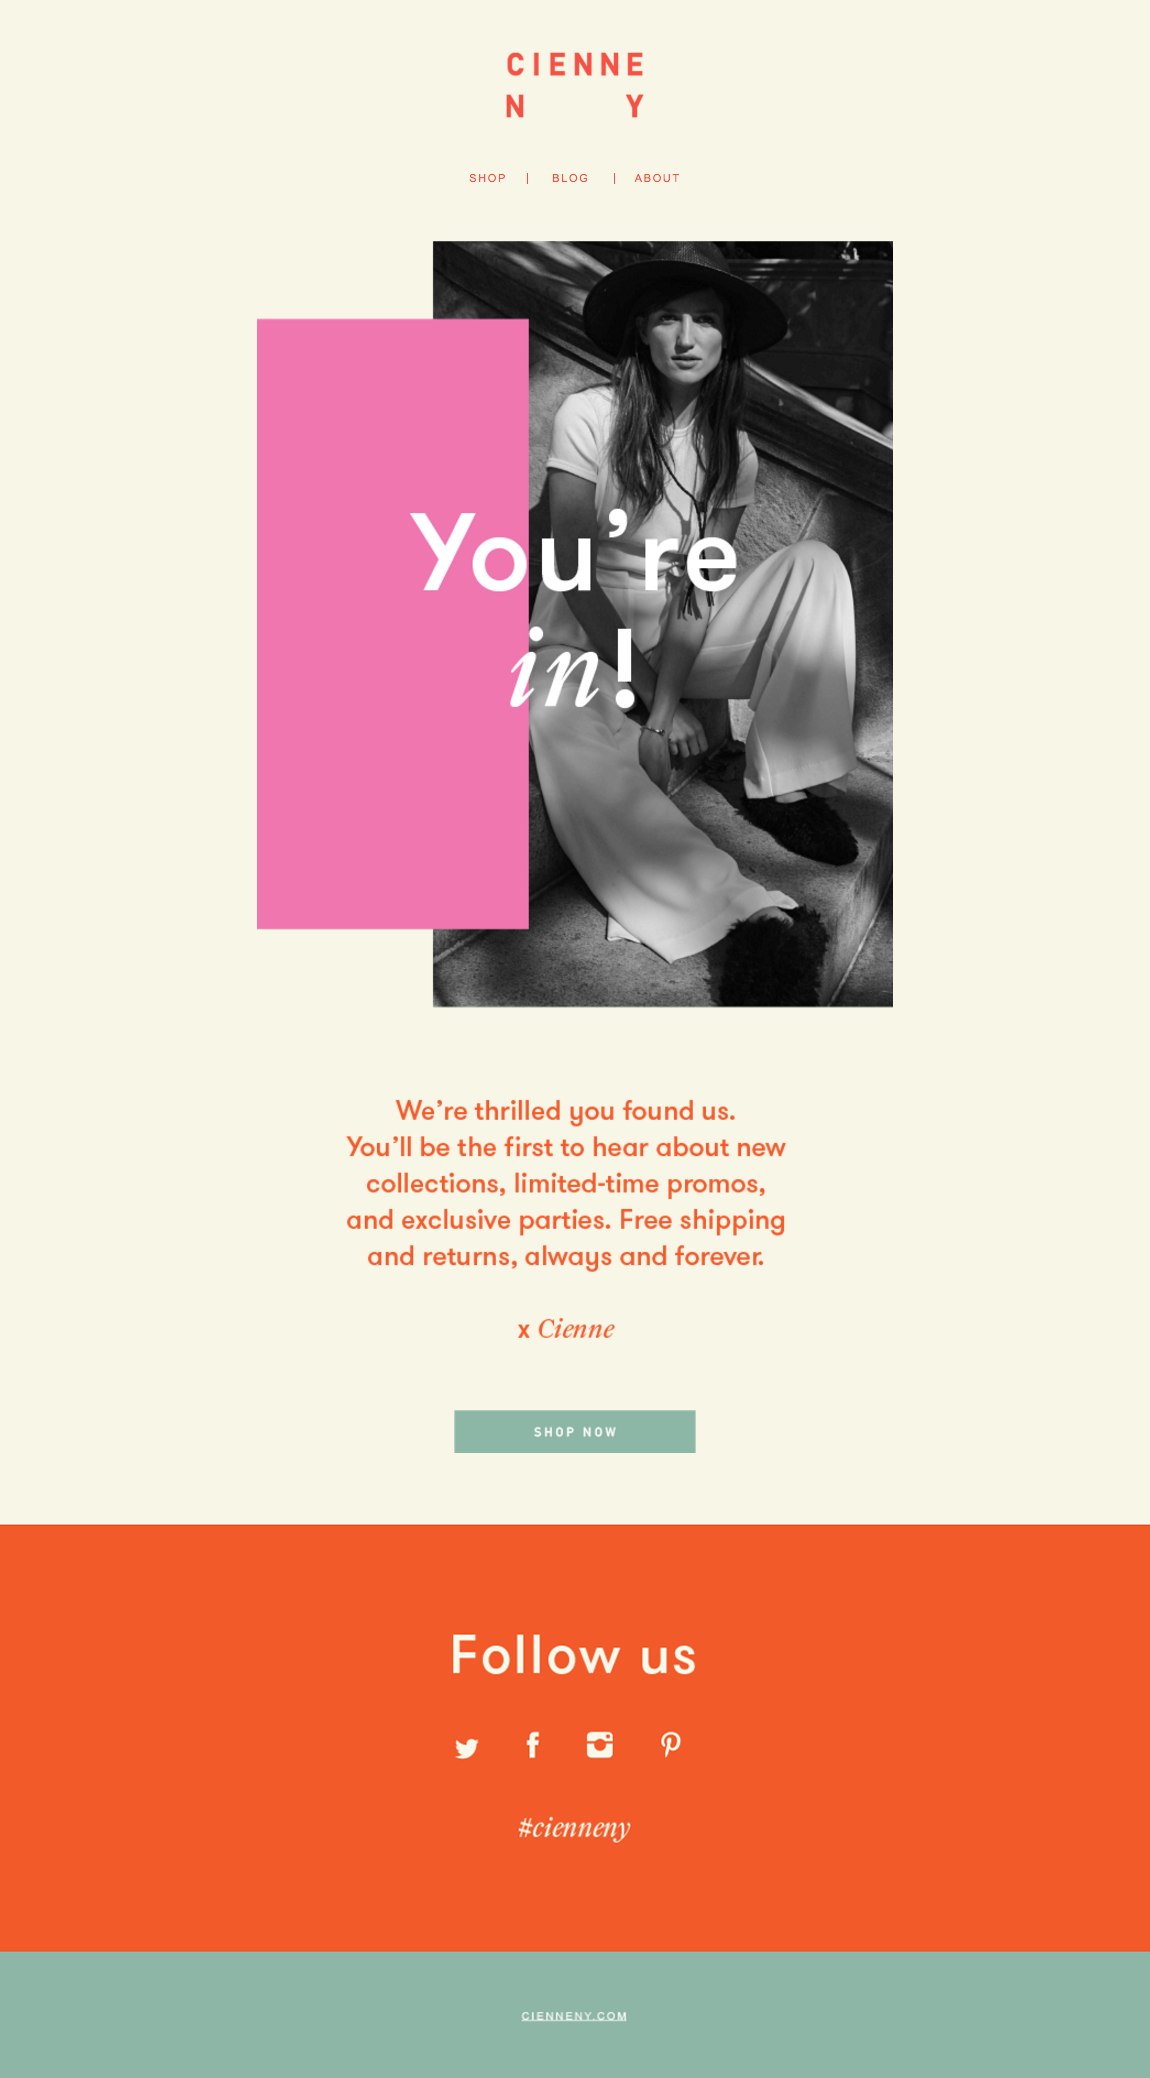 CIENNE
N Y
SHOP | BLOG | ABOUT
You’re
in!
We’re thrilled you found us.
You’ll be the first to hear about new
collections, limited-time promos,
and exclusive parties. Free shipping
and returns, always and forever.
x Cienne
SHOP NOW
Follow us
#cienneny
CIENNENY.COM